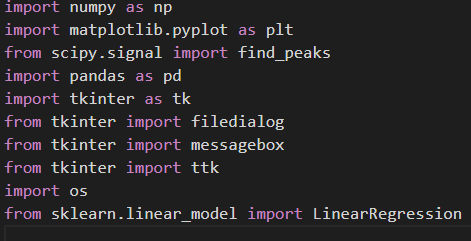 import numpy as np
import matplotlib.pyplot as plt
from scipy.signal import find_peaks
import pandas as pd
import tkinter as tk
from tkinter import filedialog
from tkinter import messagebox
from tkinter import ttk
import os
from sklearn.linear_model import LinearRegression